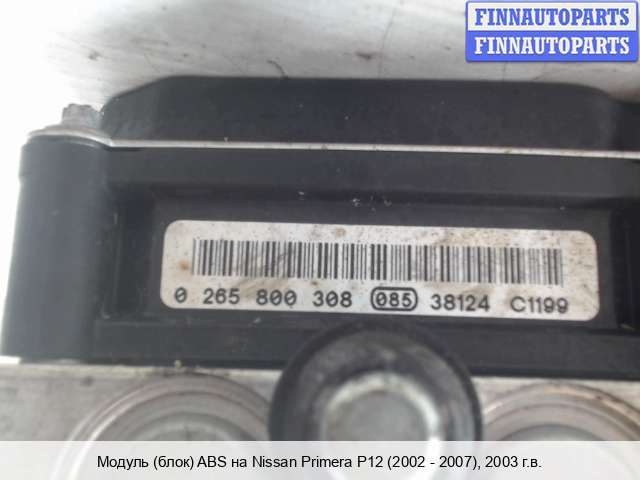 FINNAUTOPARTS
FINNAUTOPARTS
0 265 800 308 085 38124 C1199
Модуль (блок) ABS на Nissan Primera P12 (2002 - 2007), 2003 г.в.